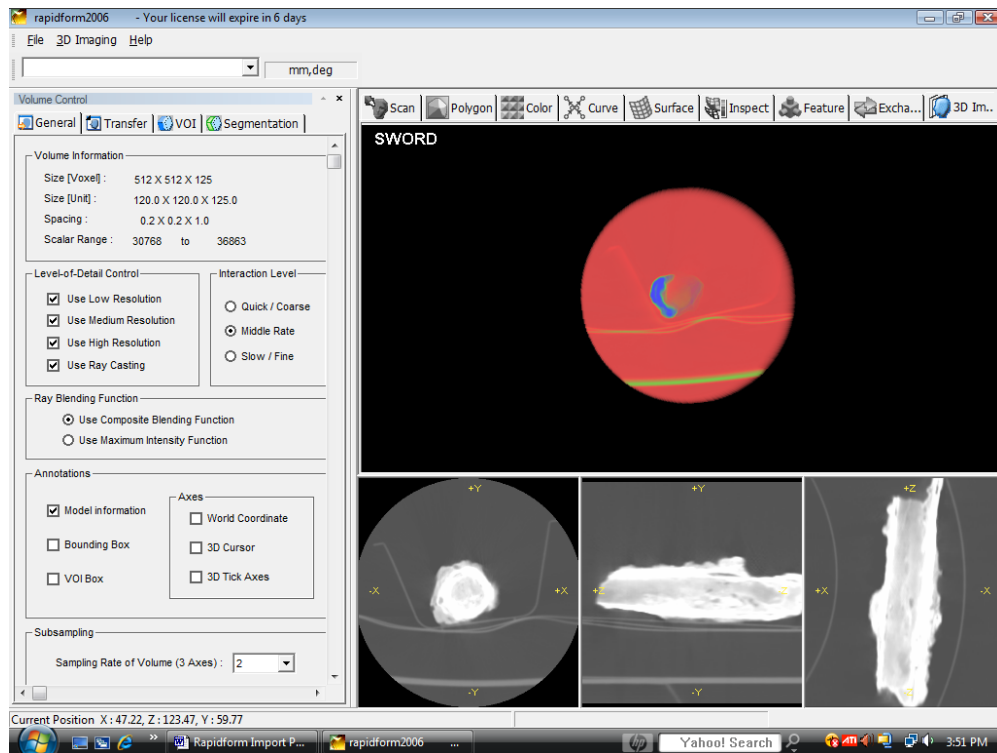 rapidform2006 - Your license will expire in 6 days
File 3D Imaging Help
mm,deg
Volume Control
General Transfer VOI Segmentation
Scan Polygon Color Curve Surface Inspect Feature Excha... 3D Im..
Volume Information
Size [Voxel] : 512 X 512 X 125
Size [Unit] : 120.0 X 120.0 X 125.0
Spacing : 0.2 X 0.2 X 1.0
Scalar Range : 30768 to 36863
Level-of-Detail Control
Use Low Resolution
Use Medium Resolution
Use High Resolution
Use Ray Casting
Interaction Level
Quick / Coarse
Middle Rate
Slow / Fine
Ray Blending Function
Use Composite Blending Function
Use Maximum Intensity Function
Annotations
Model information
Bounding Box
VOI Box
Axes
World Coordinate
3D Cursor
3D Tick Axes
Subsampling
Sampling Rate of Volume (3 Axes) : 2
SWORD
+Y
-X +X
-Y
+Y
+Z
-Y
+Z
+X -X
Current Position X : 47.22, Z : 123.47, Y : 59.77
Rapidform Import P... rapidform2006 ... hp Yahoo! Search ATI 3:51 PM